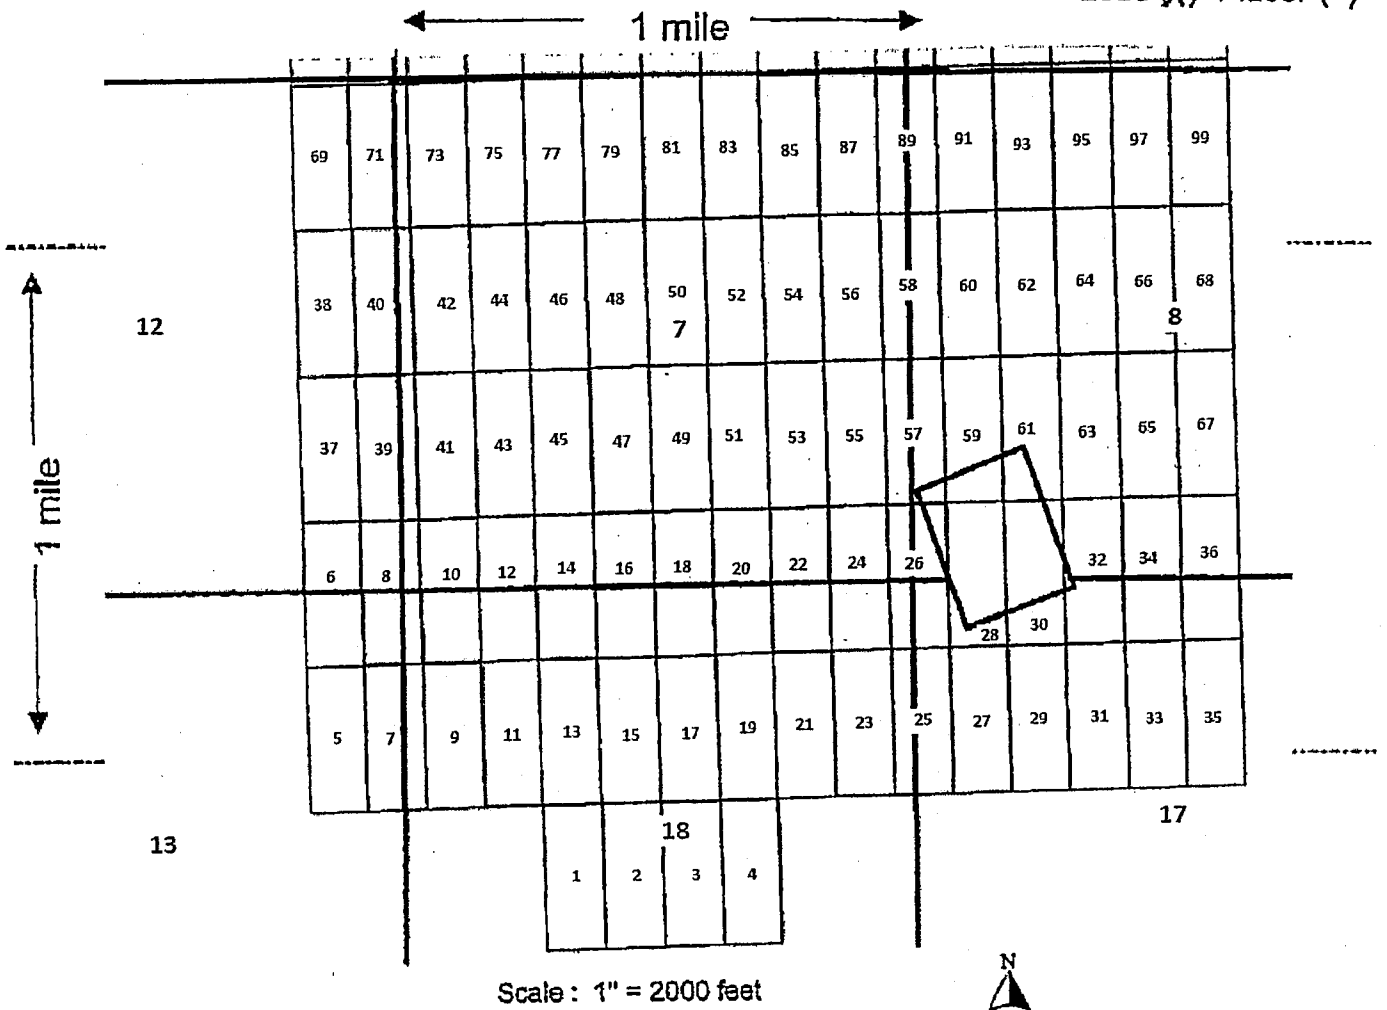 1 mile
69 71 73 75 77 79 81 83 85 87 89 91 93 95 97 99
38 40 42 44 46 48 50 52 54 56 58 60 62 64 66 68
12 7 8
37 39 41 43 45 47 49 51 53 55 57 59 61 63 65 67
1 mile
6 8 10 12 14 16 18 20 22 24 26 32 34 36
28 30
5 7 9 11 13 15 17 19 21 23 25 27 29 31 33 35
13 18 17
1 2 3 4
N
Scale : 1" = 2000 feet